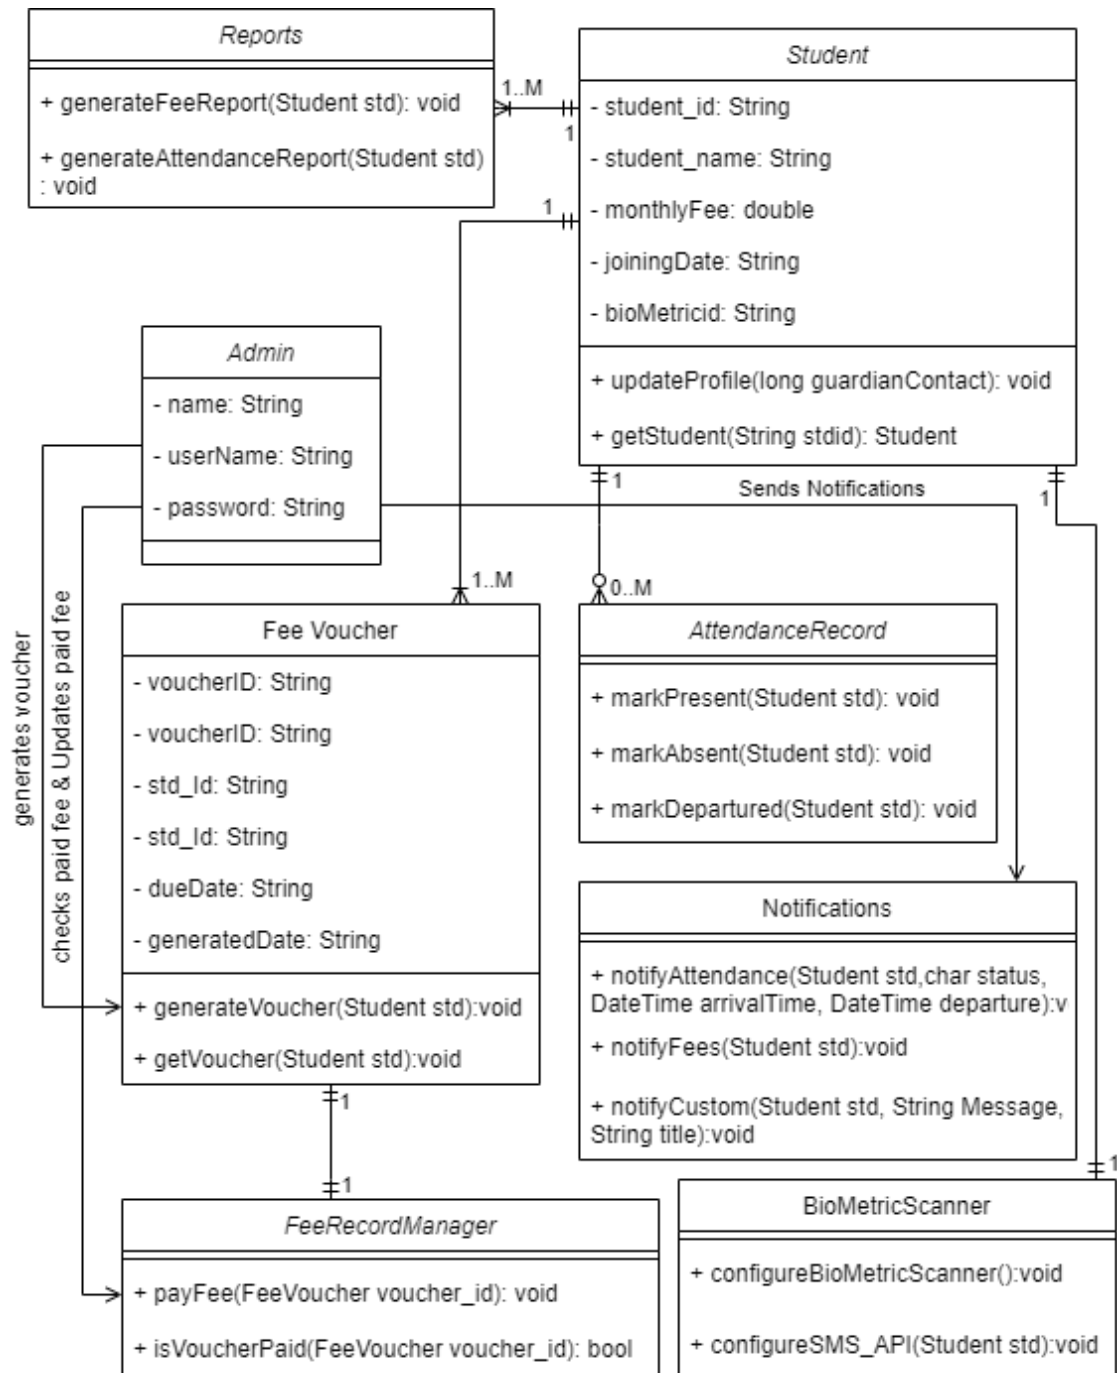 Reports
+ generateFeeReport(Student std): void
+ generateAttendanceReport(Student std)
: void
1..M
1
Student
- student_id: String
- student_name: String
- monthlyFee: double
- joiningDate: String
- bioMetricid: String
+ updateProfile(long guardianContact): void
+ getStudent(String stdid): Student
1
Admin
- name: String
- userName: String
- password: String
1
Sends Notifications
1
generates voucher
checks paid fee & Updates paid fee
1..M
0..M
Fee Voucher
- voucherID: String
- voucherID: String
- std_Id: String
- std_Id: String
- dueDate: String
- generatedDate: String
+ generateVoucher(Student std):void
+ getVoucher(Student std):void
AttendanceRecord
+ markPresent(Student std): void
+ markAbsent(Student std): void
+ markDepartured(Student std): void
Notifications
+ notifyAttendance(Student std,char status,
DateTime arrivalTime, DateTime departure):v
+ notifyFees(Student std):void
+ notifyCustom(Student std, String Message,
String title):void
1
1
1
FeeRecordManager
+ payFee(FeeVoucher voucher_id): void
+ isVoucherPaid(FeeVoucher voucher_id): bool
BioMetricScanner
+ configureBioMetricScanner():void
+ configureSMS_API(Student std):void